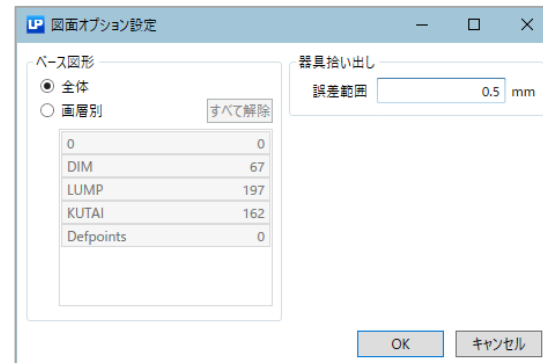 LP 図面オプション設定
ベース図形
全体
画層別 すべて解除
0 0
DIM 67
LUMP 197
KUTAI 162
Defpoints 0
器具拾い出し
誤差範囲 0.5 mm
OK キャンセル